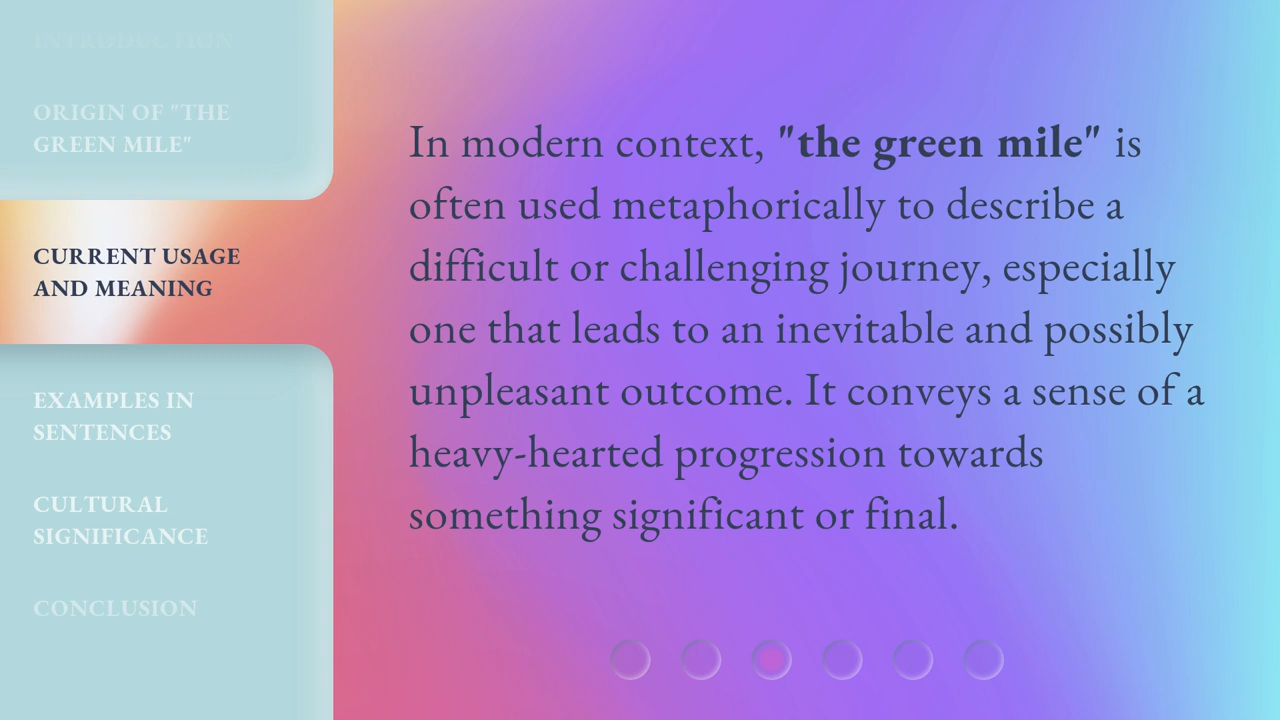 INTRODUCTION
ORIGIN OF "THE
GREEN MILE"
CURRENT USAGE
AND MEANING
EXAMPLES IN
SENTENCES
CULTURAL
SIGNIFICANCE
CONCLUSION
In modern context, "the green mile" is
often used metaphorically to describe a
difficult or challenging journey, especially
one that leads to an inevitable and possibly
unpleasant outcome. It conveys a sense of a
heavy-hearted progression towards
something significant or final.